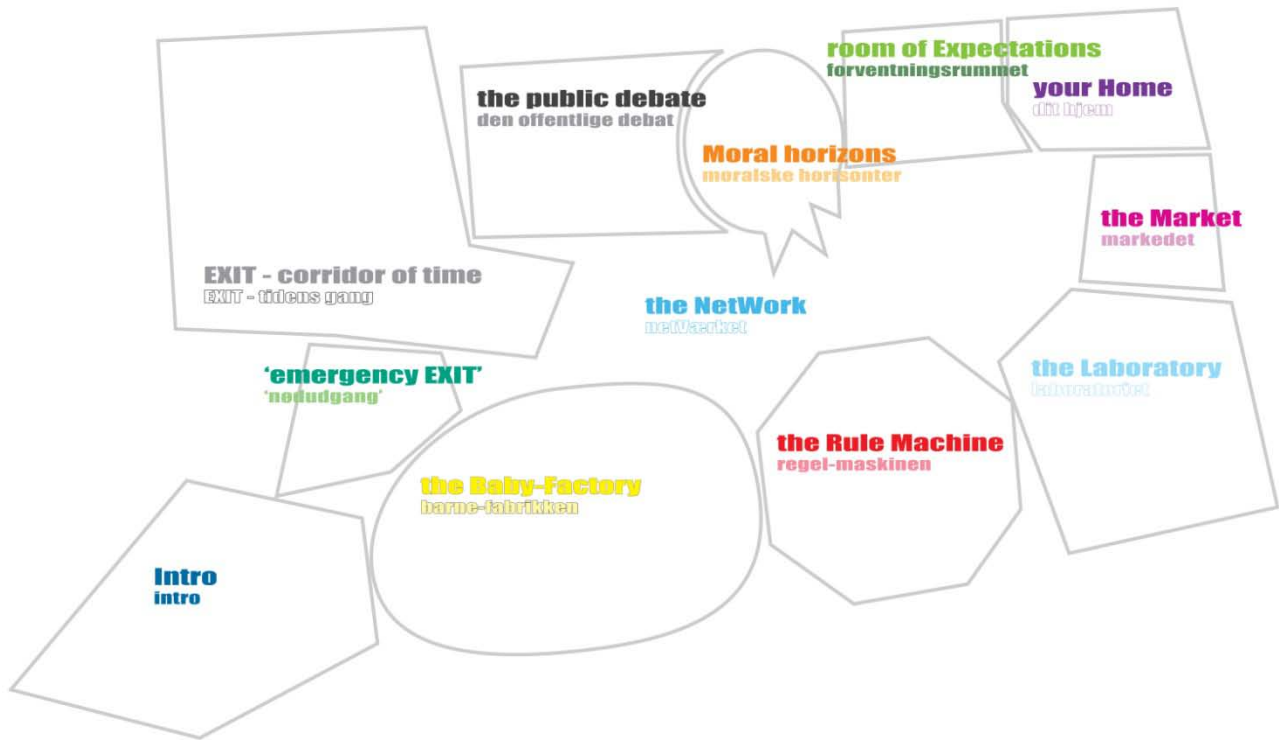 room of Expectations
forventningsrummet
your Home
dit hjem
the public debate
den offentlige debat
Moral horizons
moralske horisonter
the Market
markedet
EXIT - corridor of time
EXIT - tidens gang
the NetWork
netVærket
'emergency EXIT'
'nødudgang'
the Laboratory
laboratoriet
the Rule Machine
regel-maskinen
the Baby-Factory
barne-fabrikken
Intro
intro